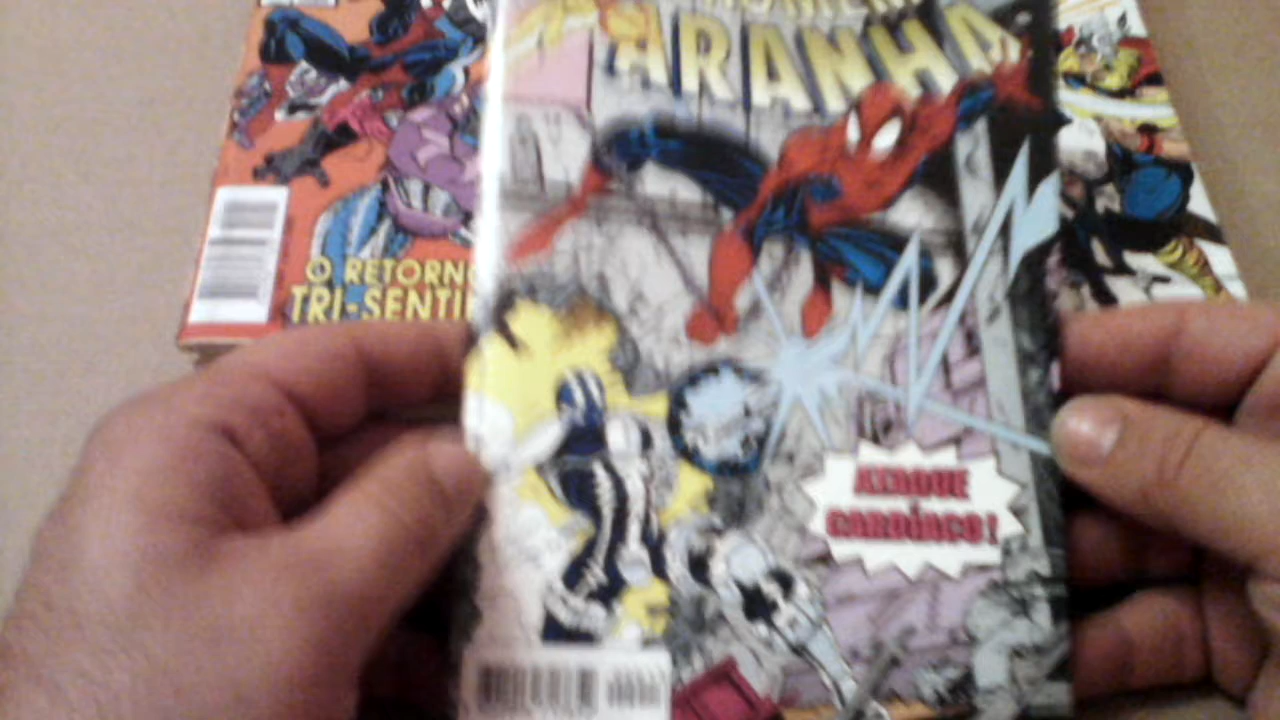 ARANHA
O RETORNO
TRI-SENTI
ATAQUE
CARDÍACO!